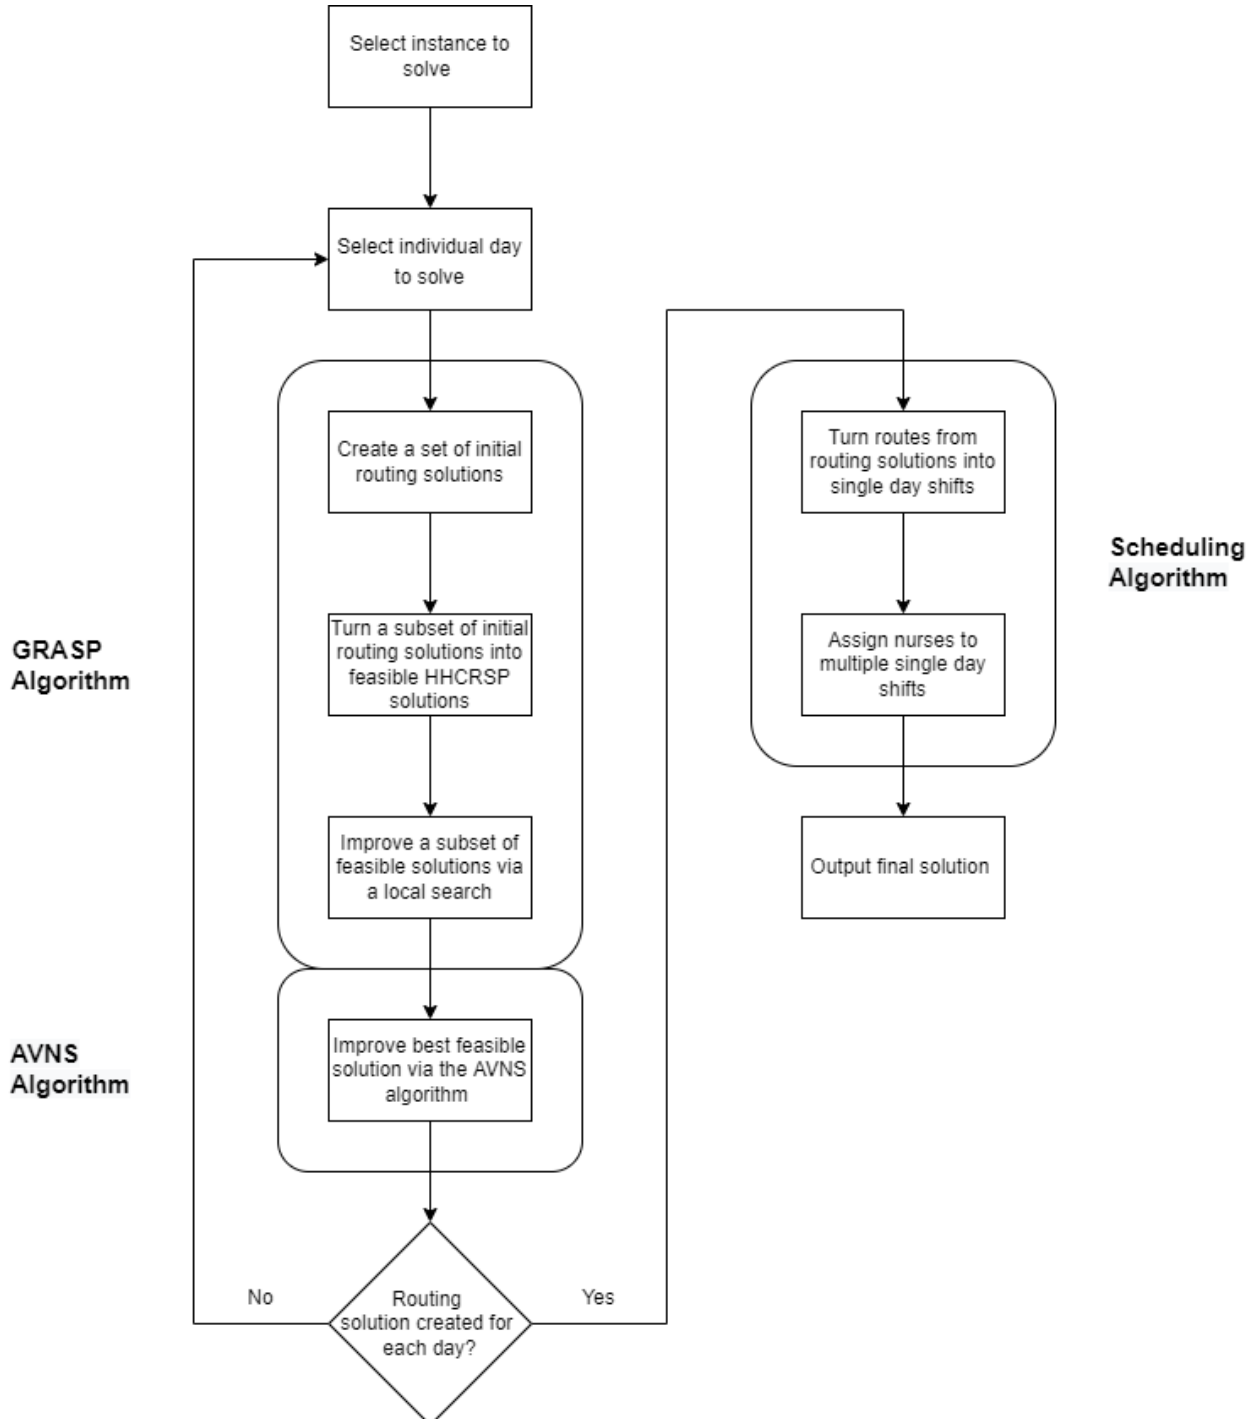 Select instance to
solve
Select individual day
to solve
Create a set of initial
routing solutions
Turn a subset of initial
routing solutions into
feasible HHCRSP
solutions
Improve a subset of
feasible solutions via
a local search
GRASP
Algorithm
Improve best feasible
solution via the AVNS
algorithm
AVNS
Algorithm
Routing
solution created for
each day?
No
Yes
Turn routes from
routing solutions into
single day shifts
Assign nurses to
multiple single day
shifts
Scheduling
Algorithm
Output final solution